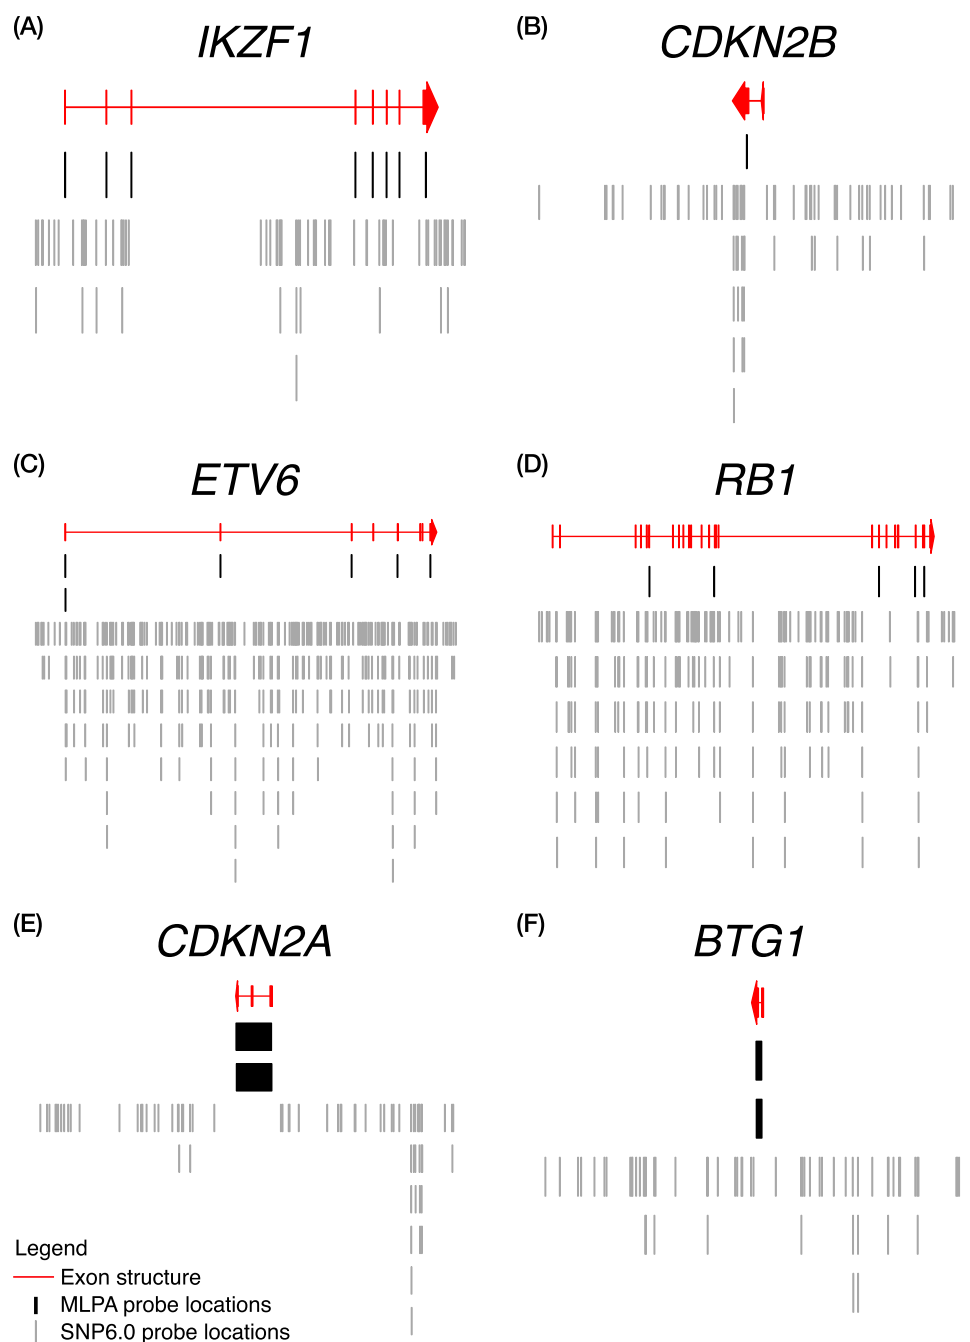 (A)
IKZF1
(B)
CDKN2B
(C)
ETV6
(D)
RB1
(E)
CDKN2A
(F)
BTG1
Legend
Exon structure
MLPA probe locations
SNP6.0 probe locations